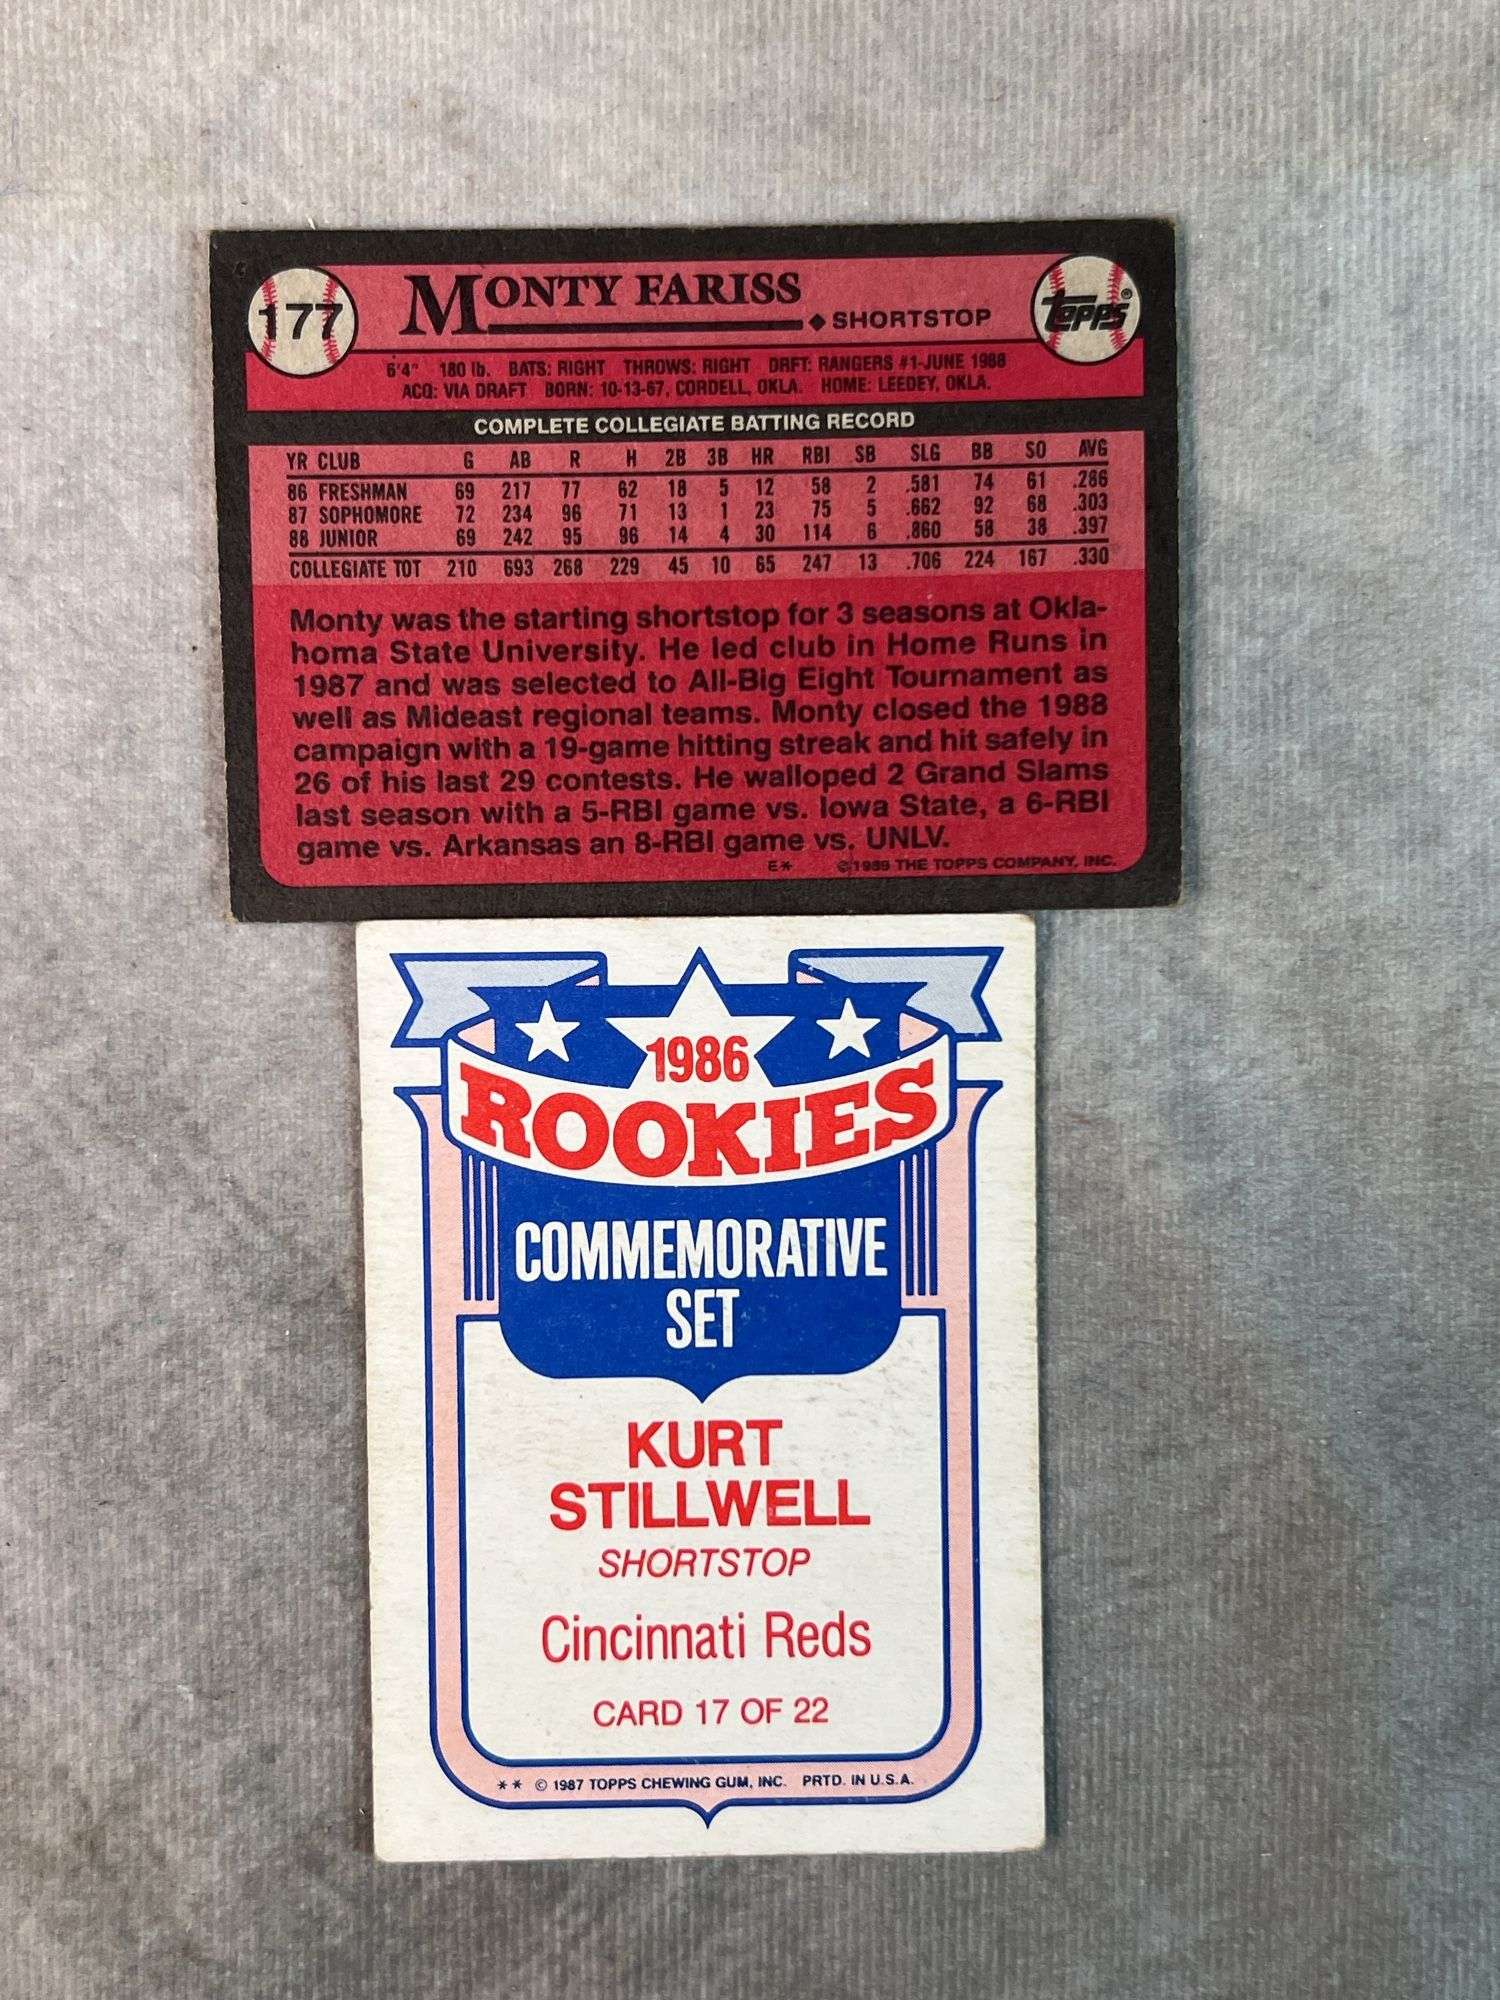 177
MONTY FARISS
◆ SHORTSTOP
topps®
6'4" 180 lb. BATS: RIGHT THROWS: RIGHT DRFT: RANGERS #1-JUNE 1988
ACQ: VIA DRAFT BORN: 10-13-67, CORDELL, OKLA. HOME: LEEDEY, OKLA.
COMPLETE COLLEGIATE BATTING RECORD
YR CLUB G AB R H 2B 3B HR RBI SB SLG BB SO AVG
86 FRESHMAN 69 217 77 62 18 5 12 58 2 .581 74 61 .286
87 SOPHOMORE 72 234 96 71 13 1 23 75 5 .662 92 68 .303
88 JUNIOR 69 242 95 96 14 4 30 114 6 .860 58 38 .397
COLLEGIATE TOT 210 693 268 229 45 10 65 247 13 .706 224 167 .330
Monty was the starting shortstop for 3 seasons at Okla-
homa State University. He led club in Home Runs in
1987 and was selected to All-Big Eight Tournament as
well as Mideast regional teams. Monty closed the 1988
campaign with a 19-game hitting streak and hit safely in
26 of his last 29 contests. He walloped 2 Grand Slams
last season with a 5-RBI game vs. Iowa State, a 6-RBI
game vs. Arkansas an 8-RBI game vs. UNLV.
E* ©1989 THE TOPPS COMPANY, INC.
1986
ROOKIES
COMMEMORATIVE
SET
KURT
STILLWELL
SHORTSTOP
Cincinnati Reds
CARD 17 OF 22
** © 1987 TOPPS CHEWING GUM, INC. PRTD. IN U.S.A.